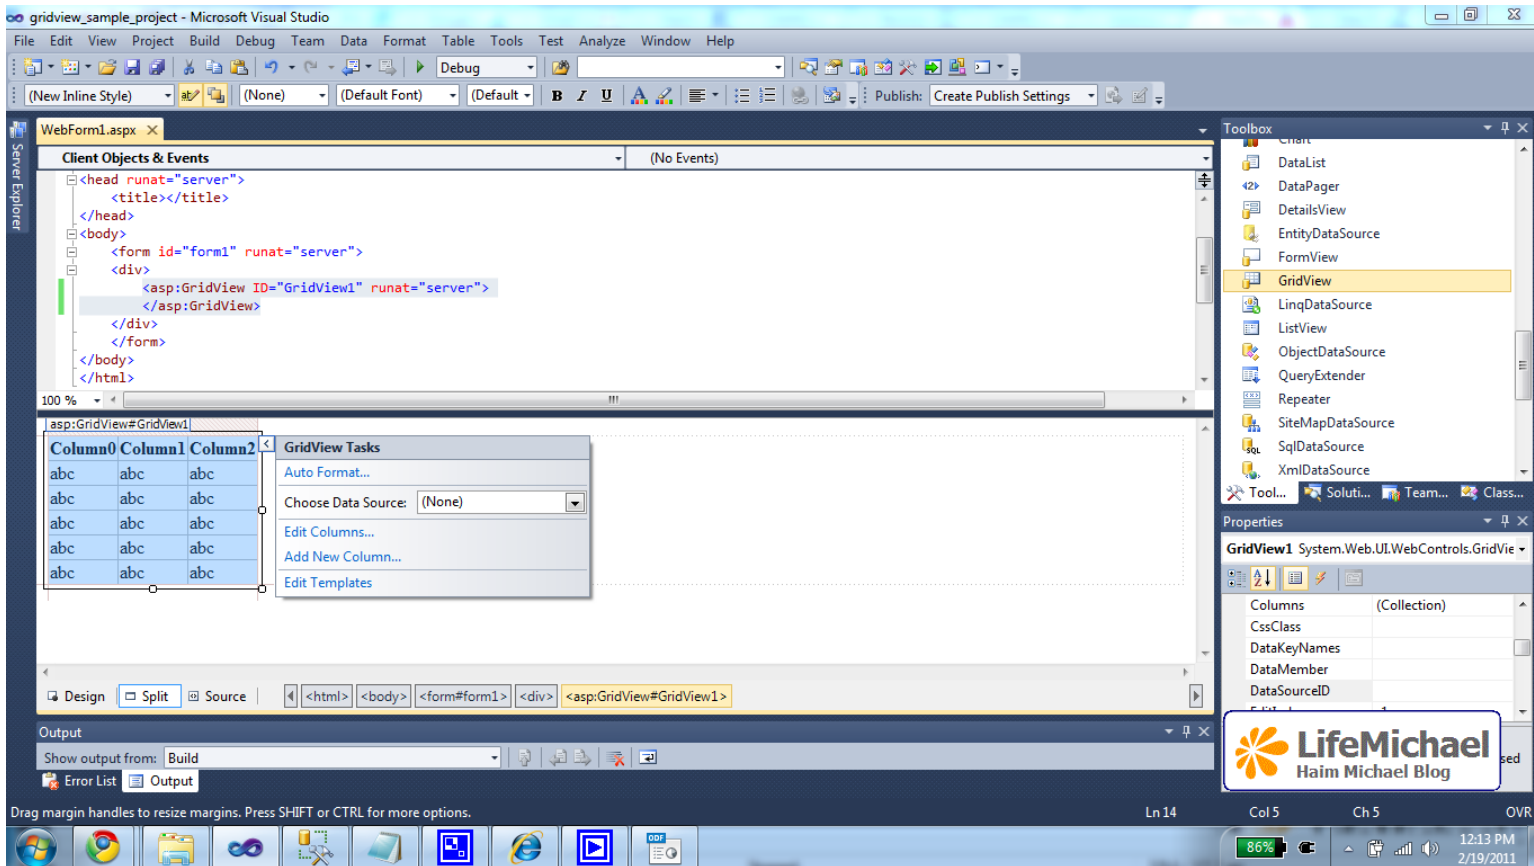 gridview_sample_project - Microsoft Visual Studio
File Edit View Project Build Debug Team Data Format Table Tools Test Analyze Window Help
Debug
(New Inline Style) (None) (Default Font) (Default B I U A Publish: Create Publish Settings
Server Explorer
WebForm1.aspx
Client Objects & Events (No Events)
<head runat="server">
<title></title>
</head>
<body>
<form id="form1" runat="server">
<div>
<asp:GridView ID="GridView1" runat="server">
</asp:GridView>
</div>
</form>
</body>
</html>
100 %
asp:GridView#GridView1
Column0 Column1 Column2
abc abc abc
abc abc abc
abc abc abc
abc abc abc
abc abc abc
GridView Tasks
Auto Format...
Choose Data Source: (None)
Edit Columns...
Add New Column...
Edit Templates
Design Split Source <html> <body> <form#form1> <div> <asp:GridView#GridView1>
Output
Show output from: Build
Error List Output
Toolbox
Chart
DataList
DataPager
DetailsView
EntityDataSource
FormView
GridView
LinqDataSource
ListView
ObjectDataSource
QueryExtender
Repeater
SiteMapDataSource
SqlDataSource
XmlDataSource
Tool... Soluti... Team... Class...
Properties
GridView1 System.Web.UI.WebControls.GridVie
Columns (Collection)
CssClass
DataKeyNames
DataMember
DataSourceID
LifeMichael
Haim Michael Blog
sed
Drag margin handles to resize margins. Press SHIFT or CTRL for more options. Ln 14 Col 5 Ch 5 OVR
ODF
86%
12:13 PM
2/19/2011